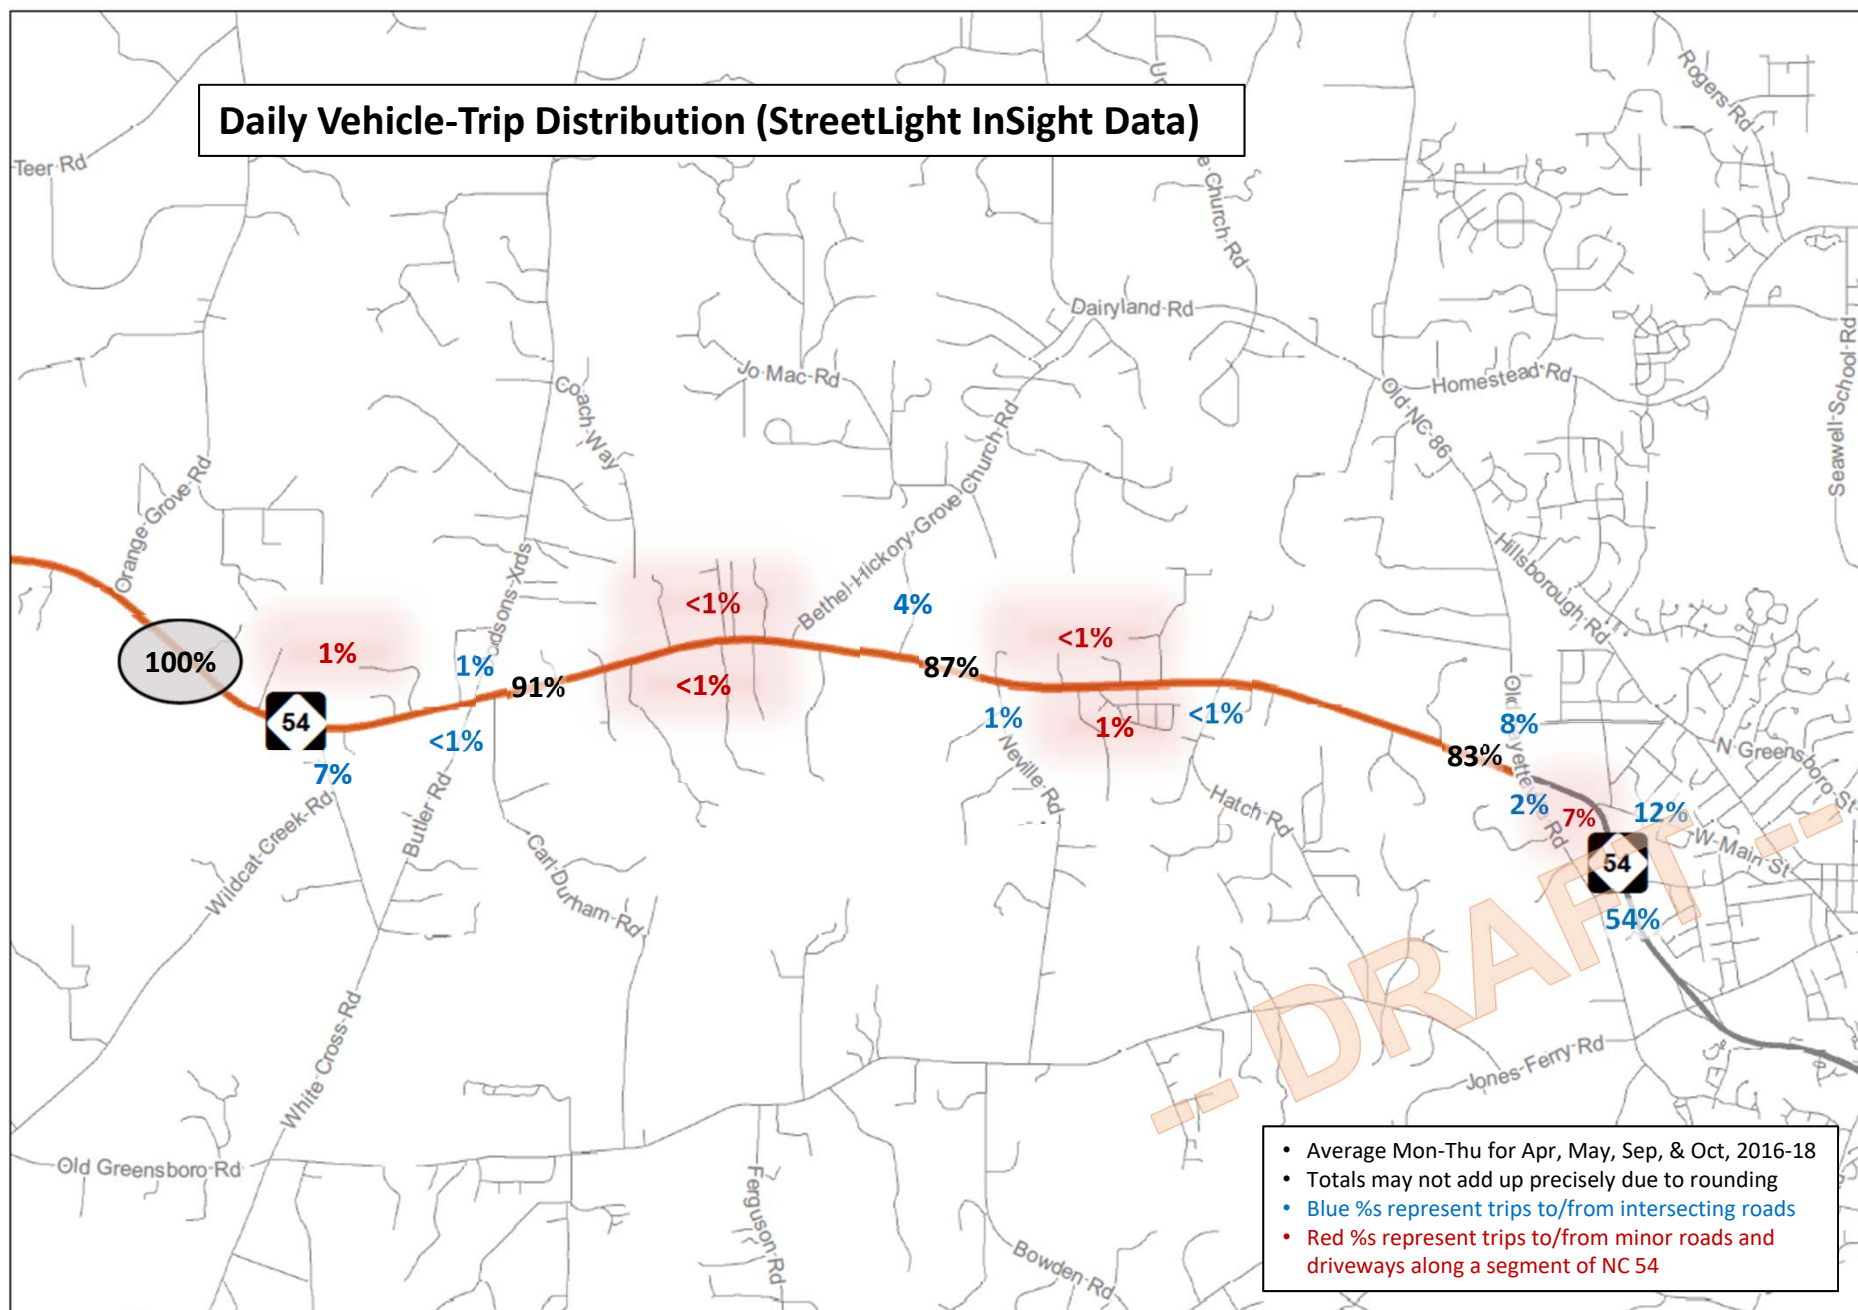 Daily Vehicle-Trip Distribution (StreetLight InSight Data)
Rogers Rd
Teer Rd
e Church Rd
Dairyland Rd
Jo Mac Rd
Homestead Rd
Coach Way
Old NC 86
Seawell School Rd
Bethel Hickory Grove Church Rd
Orange Grove Rd
Hillsborough Rd
<1%
4%
1%
<1%
100%
1%
91%
<1%
87%
54
<1%
7%
1%
1%
<1%
8%
83%
N Greensboro St
Neville Rd
Hatch Rd
2%
7%
12%
Wildcat Creek Rd
Butler Rd
Carl Durham Rd
W Main St
54
54%
-- DRAFT --
White Cross Rd
Jones Ferry Rd
Old Greensboro Rd
Ferguson Rd
Bowden Rd
• Average Mon-Thu for Apr, May, Sep, & Oct, 2016-18
• Totals may not add up precisely due to rounding
• Blue %s represent trips to/from intersecting roads
• Red %s represent trips to/from minor roads and
driveways along a segment of NC 54